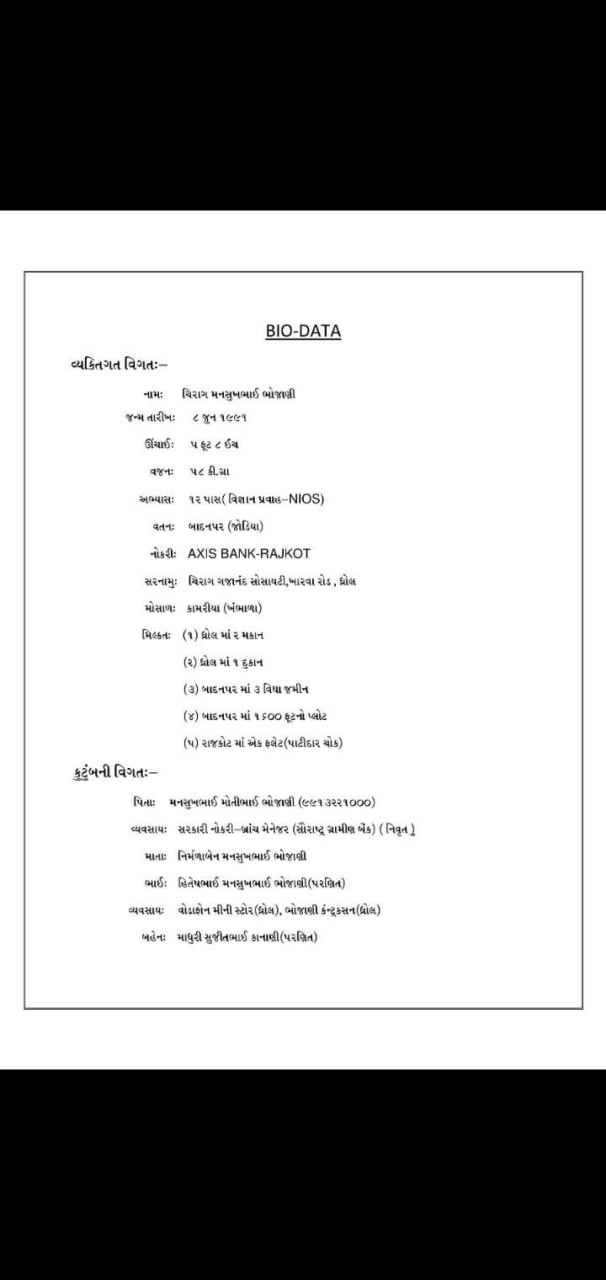 BIO-DATA
વ્યક્તિગત વિગતઃ–
નામઃ ચિરાગ મનસુખભાઈ ભોજાણી
જન્મ તારીખઃ ૮ જુન ૧૯૯૧
ઊંચાઈઃ ૫ ફૂટ ૮ ઈંચ
વજનઃ ૫૮ કી.ગ્રા
અભ્યાસઃ ૧૨ પાસ( વિજ્ઞાન પ્રવાહ–NIOS)
વતનઃ બાદનપર (જોડિયા)
નોકરીઃ AXIS BANK-RAJKOT
સરનામુઃ ચિરાગ ગજાનંદ સોસાયટી,ખારવા રોડ , ધ્રોલ
મોસાળઃ કામરીયા (ખંભાળા)
મિલ્કતઃ (૧) ધ્રોલ માં ૨ મકાન
(૨) ધ્રોલ માં ૧ દુકાન
(૩) બાદનપર માં ૩ વિઘા જમીન
(૪) બાદનપર માં ૧૬૦૦ ફૂટનો પ્લોટ
(૫) રાજકોટ માં એક ફલેટ(પાટીદાર ચોક)
કુટુંબની વિગતઃ–
પિતાઃ મનસુખભાઈ મોતીભાઈ ભોજાણી (૯૯૧૩૨૨૧૦૦૦)
વ્યવસાયઃ સરકારી નોકરી–બ્રાંચ મેનેજર (સૌરાષ્ટ્ર ગ્રામીણ બેંક) ( નિવૃત )
માતાઃ નિર્મળાબેન મનસુખભાઈ ભોજાણી
ભાઈઃ હિતેષભાઈ મનસુખભાઈ ભોજાણી(પરણિત)
વ્યવસાયઃ વોડાફોન મીની સ્ટોર(ધ્રોલ), ભોજાણી કંન્ટ્રકસન(ધ્રોલ)
બહેનઃ માધુરી સુજીતભાઈ કાનાણી(પરણિત)